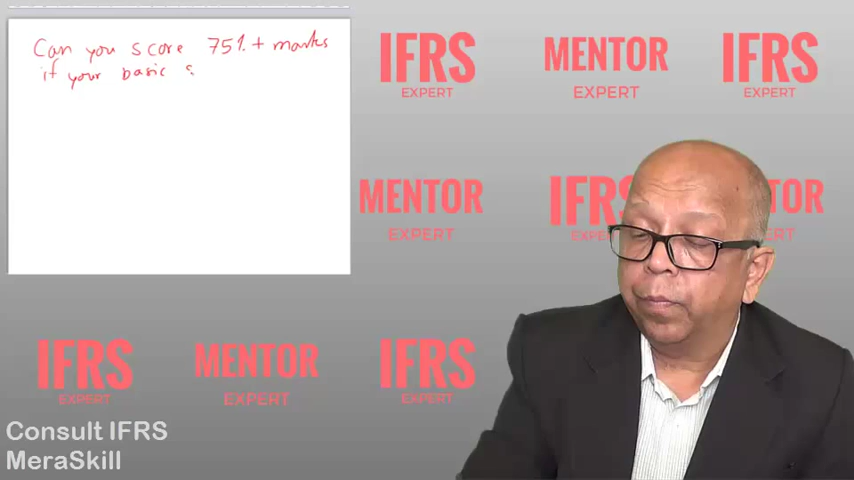 Can you score 75%+ marks
if your basic
IFRS
EXPERT
MENTOR
EXPERT
IFRS
EXPERT
MENTOR
EXPERT
IFRS
TOR
IFRS
EXPERT
MENTOR
EXPERT
IFRS
EXPERT
Consult IFRS
MeraSkill